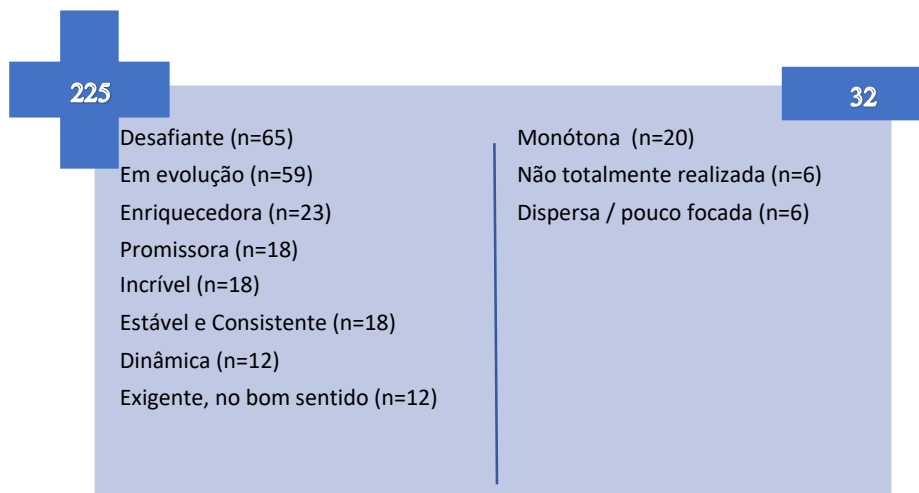 225
32
Desafiante (n=65)
Em evolução (n=59)
Enriquecedora (n=23)
Promissora (n=18)
Incrível (n=18)
Estável e Consistente (n=18)
Dinâmica (n=12)
Exigente, no bom sentido (n=12)
Monótona (n=20)
Não totalmente realizada (n=6)
Dispersa / pouco focada (n=6)